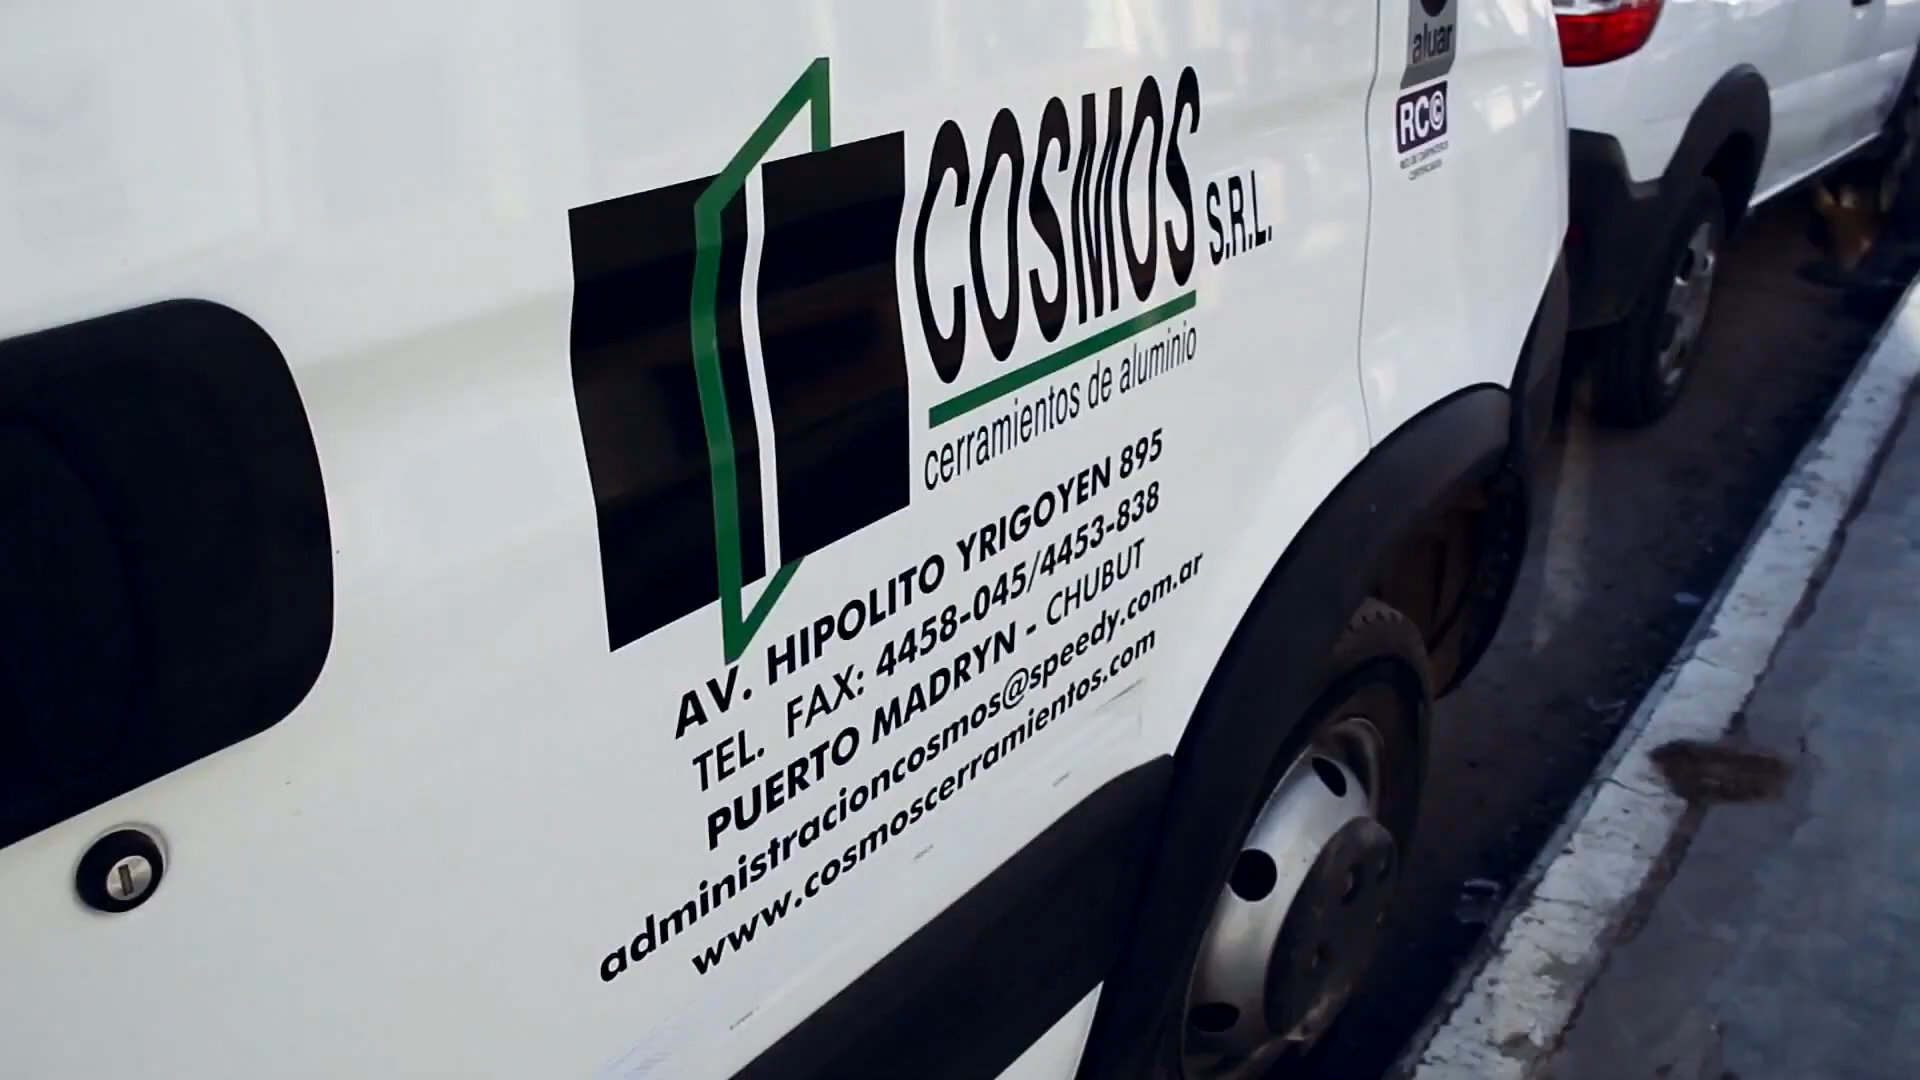 COSMOS S.R.L.
cerramientos de aluminio
AV. HIPOLITO YRIGOYEN 895
TEL. FAX: 4458-045/4453-838
PUERTO MADRYN - CHUBUT
administracioncosmos@speedy.com.ar
www.cosmoscerramientos.com
aluar
RC©